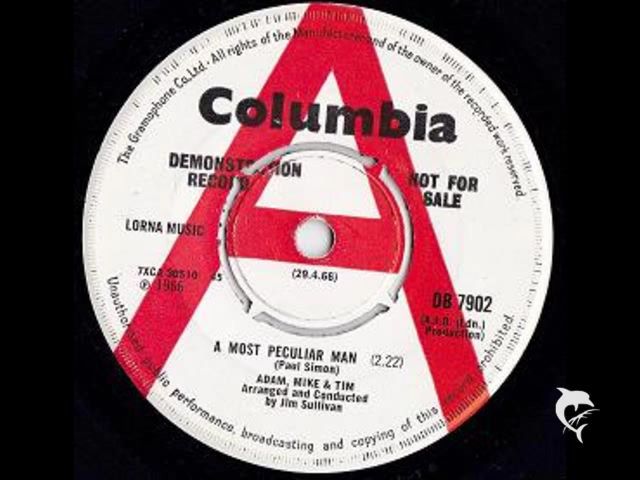 The Gramophone Co., Ltd. All rights of the Manufacturer and of the owner of the recorded work reserved
Columbia
DEMONSTRATION
RECORD
NOT FOR
SALE
LORNA MUSIC
7XCA 30510 45
℗ 1966
(29.4.66)
DB 7902
Production)
A MOST PECULIAR MAN (2.22)
(Paul Simon)
ADAM, MIKE & TIM
Arranged and Conducted
by Jim Sullivan
Unauthorised public performance, broadcasting and copying of this record prohibited.